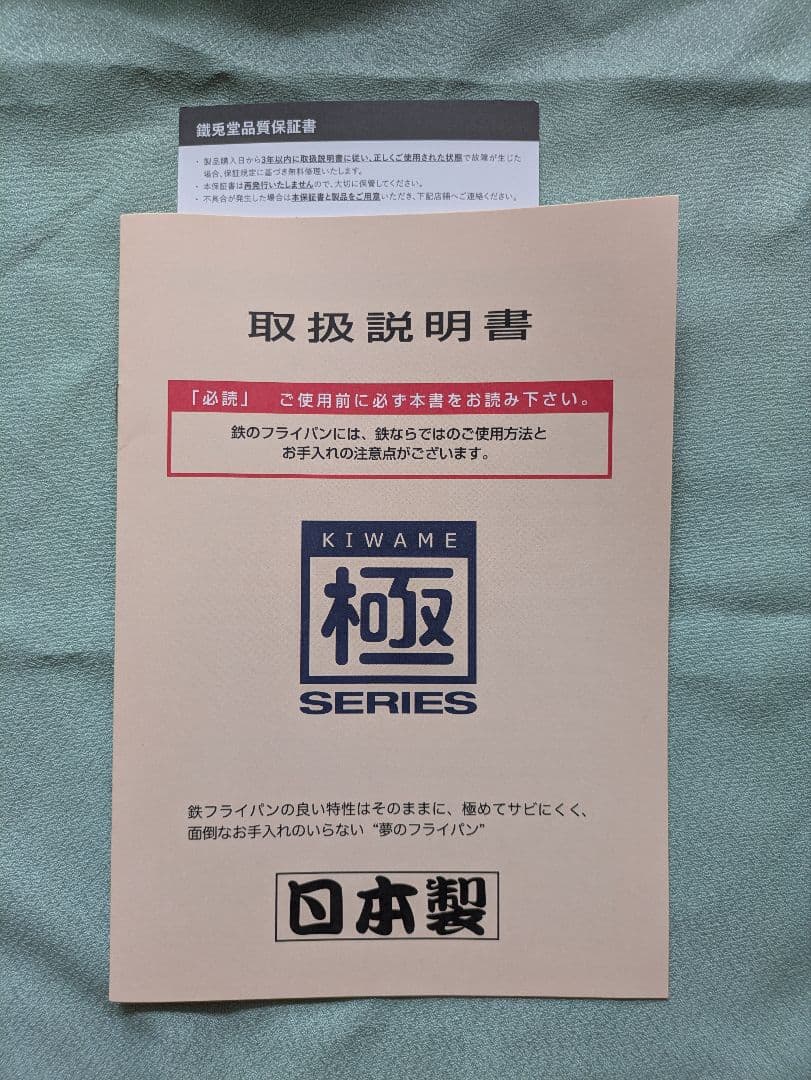 鐵兎堂品質保証書
・ 製品購入日から3年以内に取扱説明書に従い、正しくご使用された状態で故障が生じた
場合、保証規定に基づき無料修理いたします。
・ 本保証書は再発行いたしませんので、大切に保管してください。
・ 不具合が発生した場合は本保証書と製品をご用意いただき、下記店舗へご連絡ください。
取扱説明書
「必読」 ご使用前に必ず本書をお読み下さい。
鉄のフライパンには、鉄ならではのご使用方法と
お手入れの注意点がございます。
KIWAME
極
SERIES
鉄フライパンの良い特性はそのままに、極めてサビにくく、
面倒なお手入れのいらない “夢のフライパン”
日本製